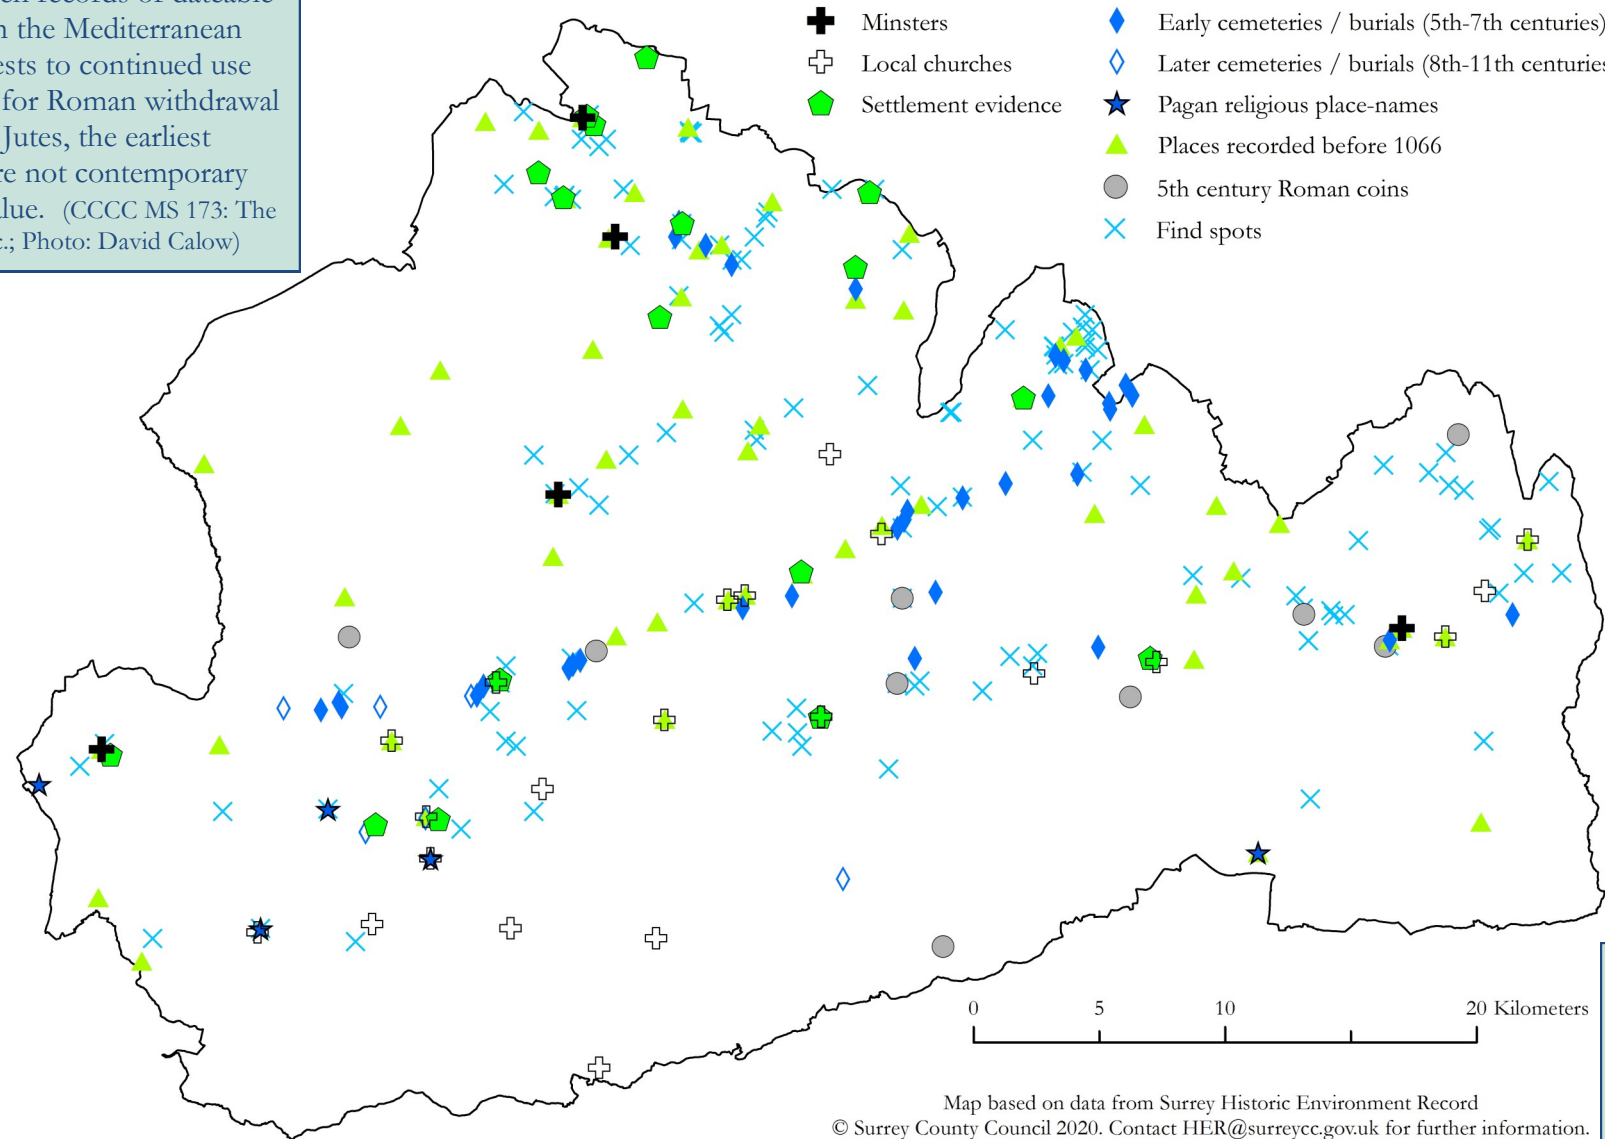 records of dateable
the Mediterranean
to continued use
for Roman withdrawal
Jutes, the earliest
not contemporary
(CCCC MS 173: The
Photo: David Calow)
Minsters
Local churches
Settlement evidence
Early cemeteries / burials (5th-7th centuries)
Later cemeteries / burials (8th-11th centuries
Pagan religious place-names
Places recorded before 1066
5th century Roman coins
Find spots
0 5 10 20 Kilometers
Map based on data from Surrey Historic Environment Record
© Surrey County Council 2020. Contact HER@surreycc.gov.uk for further information.